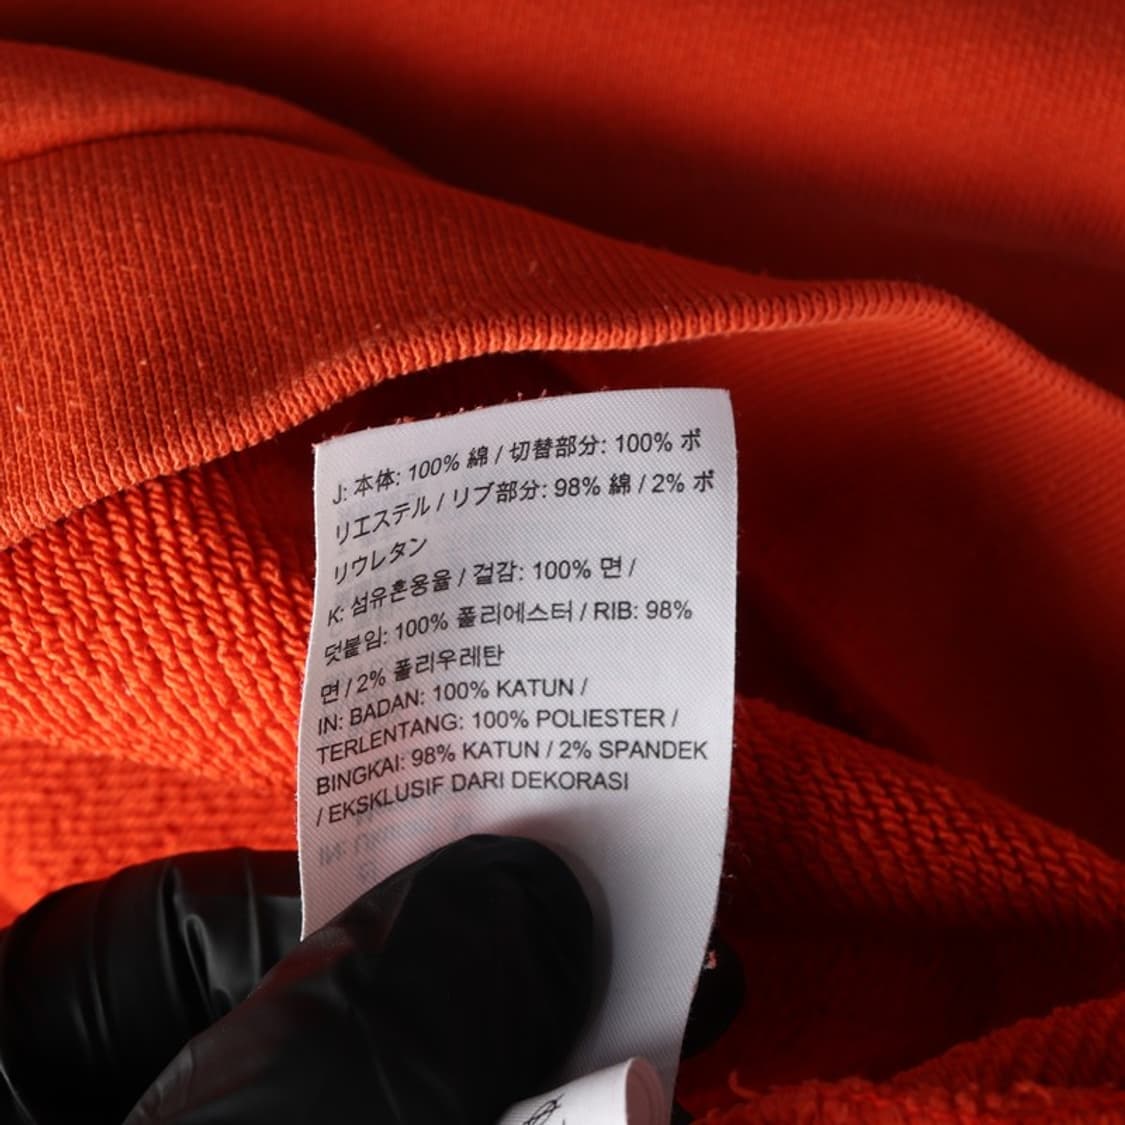 J: 本体: 100% 綿 / 切替部分: 100% ポ
リエステル / リブ部分: 98% 綿 / 2% ポ
リウレタン
K: 섬유혼용율 / 겉감: 100% 면 /
덧붙임: 100% 폴리에스터 / RIB: 98%
면 / 2% 폴리우레탄
IN: BADAN: 100% KATUN /
TERLENTANG: 100% POLIESTER /
BINGKAI: 98% KATUN / 2% SPANDEK
/ EKSKLUSIF DARI DEKORASI